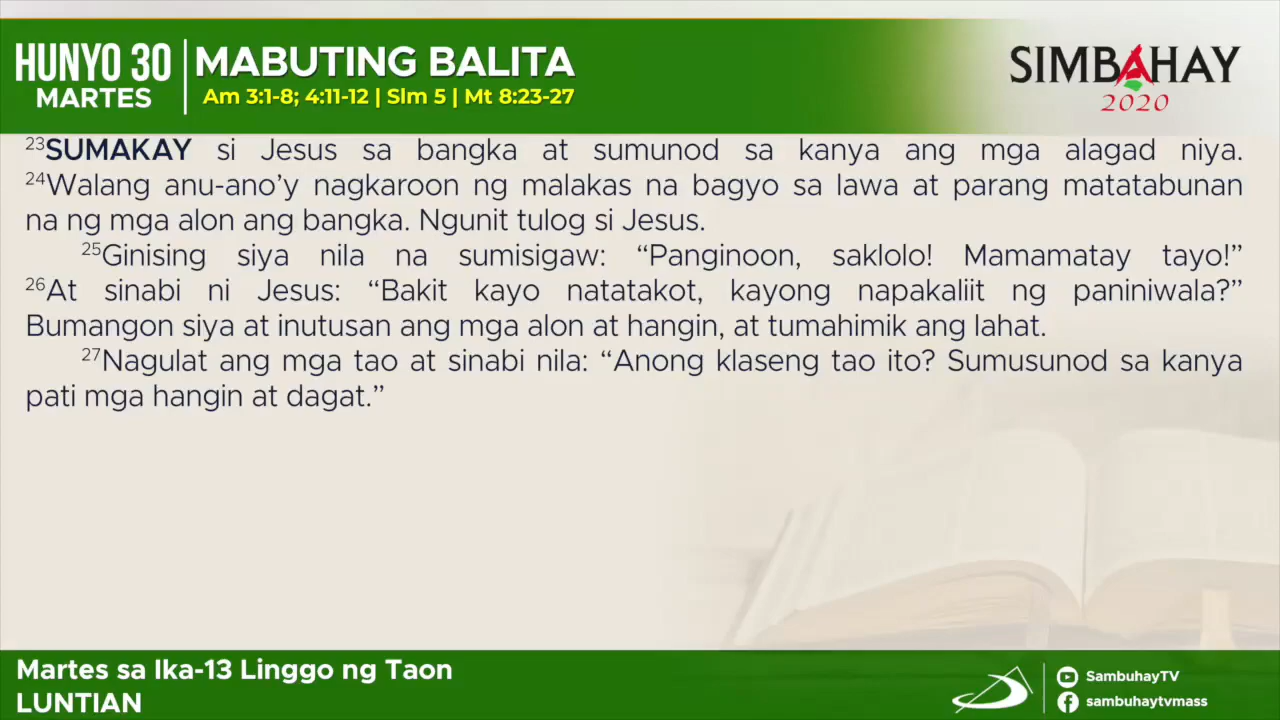 HUNYO 30
MARTES
MABUTING BALITA
Am 3:1-8; 4:11-12 | Slm 5 | Mt 8:23-27
SIMBAHAY
2020
23SUMAKAY si Jesus sa bangka at sumunod sa kanya ang mga alagad niya.
24Walang anu-ano’y nagkaroon ng malakas na bagyo sa lawa at parang matatabunan
na ng mga alon ang bangka. Ngunit tulog si Jesus.
25Ginising siya nila na sumisigaw: “Panginoon, saklolo! Mamamatay tayo!”
26At sinabi ni Jesus: “Bakit kayo natatakot, kayong napakaliit ng paniniwala?”
Bumangon siya at inutusan ang mga alon at hangin, at tumahimik ang lahat.
27Nagulat ang mga tao at sinabi nila: “Anong klaseng tao ito? Sumusunod sa kanya
pati mga hangin at dagat.”
Martes sa Ika-13 Linggo ng Taon
LUNTIAN
SambuhayTV
sambuhaytvmass